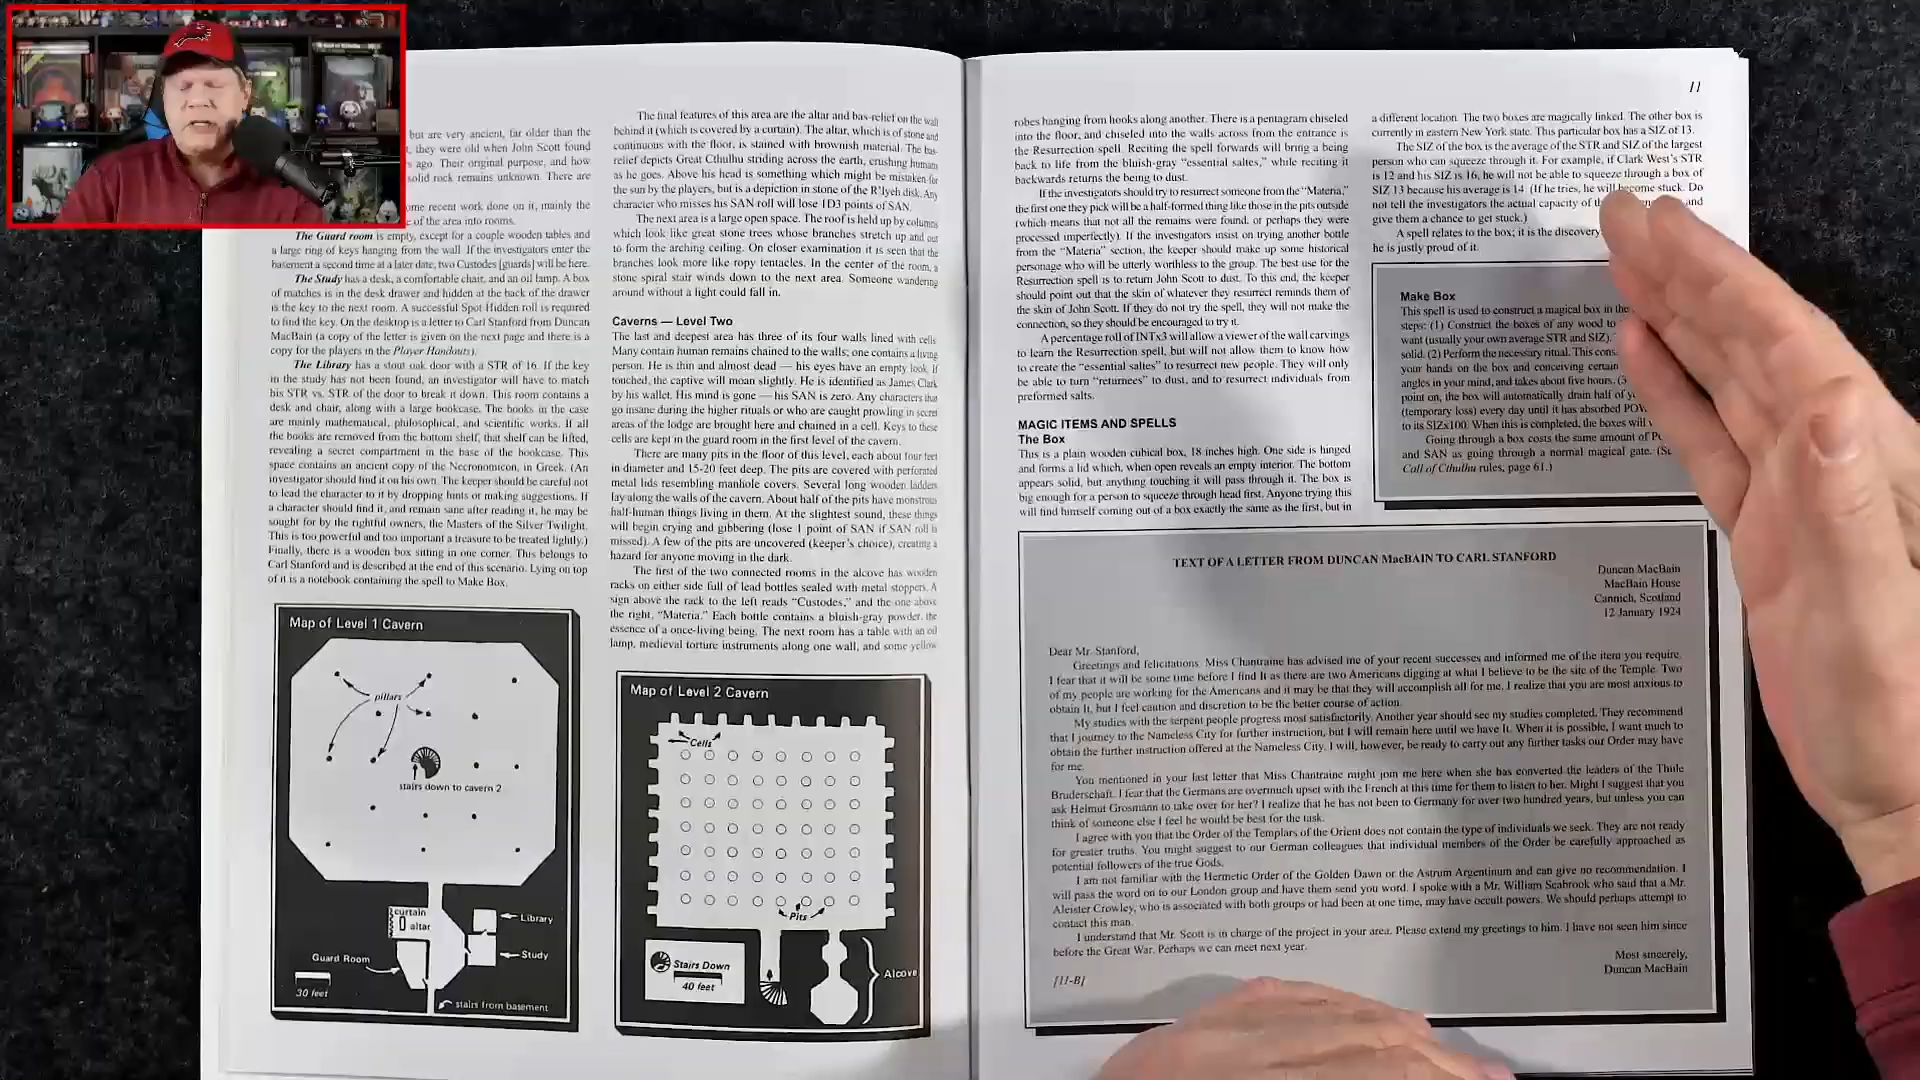 but are very ancient, far older than the
they were old when John Scott found
s ago. Their original purpose, and how
solid rock remains unknown. There are
ome recent work done on it, mainly the
of the area into rooms.
The Guard room is empty, except for a couple wooden tables and
a large ring of keys hanging from the wall If the investigators enter the
basement a second time at a later date, two Custodes [guards] will be here.
The Study has a desk, a comfortable chair, and an oil lamp. A box
of matches is in the desk drawer and hidden at the back of the drawer
is the key to the next room. A successful Spot Hidden roll is required
to find the key. On the desktop is a letter to Carl Stanford from Duncan
MacBain (a copy of the letter is given on the next page and there is a
copy for the players in the Player Handouts).
The Library has a stout oak door with a STR of 16. If the key
in the study has not been found, an investigator will have to match
his STR vs. STR of the door to break it down. This room contains a
desk and chair, along with a large bookcase. The books in the case
are mainly mathematical, philosophical, and scientific works. If all
the books are removed from the bottom shelf, that shelf can be lifted,
revealing a secret compartment in the base of the bookcase. This
space contains an ancient copy of the Necronomicon, in Greek. (An
investigator should find it on his own. The keeper should be careful not
to lead the character to it by dropping hints or making suggestions. If
a character should find it, and remain sane after reading it, he may be
sought for by the rightful owners, the Masters of the Silver Twilight.
This is too powerful and too important a treasure to be treated lightly.)
Finally, there is a wooden box sitting in one corner. This belongs to
Carl Stanford and is described at the end of this scenario. Lying on top
of it is a notebook containing the spell to Make Box.
Map of Level 1 Cavern
pillars
stairs down to cavern 2
curtain
altar
Library
Study
Guard Room
30 feet
stairs from basement
The final features of this area are the altar and bas-relief on the wall
behind it (which is covered by a curtain). The altar, which is of stone and
continuous with the floor, is stained with brownish material. The bas-
relief depicts Great Cthulhu striding across the earth, crushing humans
as he goes. Above his head is something which might be mistaken for
the sun by the players, but is a depiction in stone of the R'lyeh disk. Any
character who misses his SAN roll will lose 1D3 points of SAN.
The next area is a large open space. The roof is held up by columns
which look like great stone trees whose branches stretch up and out
to form the arching ceiling. On closer examination it is seen that the
branches look more like ropy tentacles. In the center of the room, a
stone spiral stair winds down to the next area. Someone wandering
around without a light could fall in.
Caverns — Level Two
The last and deepest area has three of its four walls lined with cells
Many contain human remains chained to the walls; one contains a living
person. He is thin and almost dead — his eyes have an empty look. If
touched, the captive will moan slightly. He is identified as James Clark
by his wallet. His mind is gone — his SAN is zero. Any characters that
go insane during the higher rituals or who are caught prowling in secret
areas of the lodge are brought here and chained in a cell. Keys to these
cells are kept in the guard room in the first level of the cavern.
There are many pits in the floor of this level, each about four feet
in diameter and 15-20 feet deep. The pits are covered with perforated
metal lids resembling manhole covers. Several long wooden ladders
lay along the walls of the cavern. About half of the pits have monstrous
half-human things living in them. At the slightest sound, these things
will begin crying and gibbering (lose 1 point of SAN if SAN roll is
missed). A few of the pits are uncovered (keeper's choice), creating a
hazard for anyone moving in the dark.
The first of the two connected rooms in the alcove has wooden
racks on either side full of lead bottles sealed with metal stoppers. A
sign above the rack to the left reads “Custodes,” and the one above
the right, “Materia.” Each bottle contains a bluish-gray powder, the
essence of a once-living being. The next room has a table with an oil
lamp, medieval torture instruments along one wall, and some yellow
Map of Level 2 Cavern
Cells
Pits
Stairs Down
40 feet
Alcove
11
robes hanging from hooks along another. There is a pentagram chiseled
into the floor, and chiseled into the walls across from the entrance is
the Resurrection spell. Reciting the spell forwards will bring a being
back to life from the bluish-gray “essential saltes,” while reciting it
backwards returns the being to dust.
If the investigators should try to resurrect someone from the “Materia,”
the first one they pick will be a half-formed thing like those in the pits outside
(which means that not all the remains were found, or perhaps they were
processed imperfectly). If the investigators insist on trying another bottle
from the “Materia” section, the keeper should make up some historical
personage who will be utterly worthless to the group. The best use for the
Resurrection spell is to return John Scott to dust. To this end, the keeper
should point out that the skin of whatever they resurrect reminds them of
the skin of John Scott. If they do not try the spell, they will not make the
connection, so they should be encouraged to try it.
A percentage roll of INTx3 will allow a viewer of the wall carvings
to learn the Resurrection spell, but will not allow them to know how
to create the “essential saltes” to resurrect new people. They will only
be able to turn “returnees” to dust, and to resurrect individuals from
preformed salts.
MAGIC ITEMS AND SPELLS
The Box
This is a plain wooden cubical box, 18 inches high. One side is hinged
and forms a lid which, when open reveals an empty interior. The bottom
appears solid, but anything touching it will pass through it. The box is
big enough for a person to squeeze through head first. Anyone trying this
will find himself coming out of a box exactly the same as the first, but in
a different location. The two boxes are magically linked. The other box is
currently in eastern New York state. This particular box has a SIZ of 13.
The SIZ of the box is the average of the STR and SIZ of the largest
person who can squeeze through it. For example, if Clark West's STR
is 12 and his SIZ is 16, he will not be able to squeeze through a box of
SIZ 13 because his average is 14 (If he tries, he will become stuck. Do
not tell the investigators the actual capacity of and
give them a chance to get stuck.)
A spell relates to the box; it is the discovery
he is justly proud of.
Make Box
This spell is used to construct a magical box in the
steps: (1) Construct the boxes of any wood to
want (usually your own average STR and SIZ).
solid. (2) Perform the necessary ritual. This cons
your hands on the box and conceiving certain
angles in your mind, and takes about five hours. (3
point on, the box will automatically drain half of y
(temporary loss) every day until it has absorbed POW
to its SIZx100. When this is completed, the boxes will
Going through a box costs the same amount of
and SAN as going through a normal magical gate.
Call of Cthulhu rules, page 61.)
TEXT OF A LETTER FROM DUNCAN MacBAIN TO CARL STANFORD
Duncan MacBain
MacBain House
Cannich, Scotland
12 January 1924
Dear Mr. Stanford,
Greetings and felicitations. Miss Chantraine has advised me of your recent successes and informed me of the item you require.
I fear that it will be some time before I find It as there are two Americans digging at what I believe to be the site of the Temple. Two
of my people are working for the Americans and it may be that they will accomplish all for me. I realize that you are most anxious to
obtain It, but I feel caution and discretion to be the better course of action.
My studies with the serpent people progress most satisfactorily. Another year should see my studies completed. They recommend
that I journey to the Nameless City for further instruction, but I will remain here until we have It. When it is possible, I want much to
obtain the further instruction offered at the Nameless City. I will, however, be ready to carry out any further tasks our Order may have
for me.
You mentioned in your last letter that Miss Chantraine might join me here when she has converted the leaders of the Thule
Bruderschaft. I fear that the Germans are overmuch upset with the French at this time for them to listen to her. Might I suggest that you
ask Helmut Grosmann to take over for her? I realize that he has not been to Germany for over two hundred years, but unless you can
think of someone else I feel he would be best for the task.
I agree with you that the Order of the Templars of the Orient does not contain the type of individuals we seek. They are not ready
for greater truths. You might suggest to our German colleagues that individual members of the Order be carefully approached as
potential followers of the true Gods.
I am not familiar with the Hermetic Order of the Golden Dawn or the Astrum Argentinum and can give no recommendation. I
will pass the word on to our London group and have them send you word. I spoke with a Mr. William Seabrook who said that a Mr.
Aleister Crowley, who is associated with both groups or had been at one time, may have occult powers. We should perhaps attempt to
contact this man.
I understand that Mr. Scott is in charge of the project in your area. Please extend my greetings to him. I have not seen him since
before the Great War. Perhaps we can meet next year.
Most sincerely,
Duncan MacBain
[11-B]